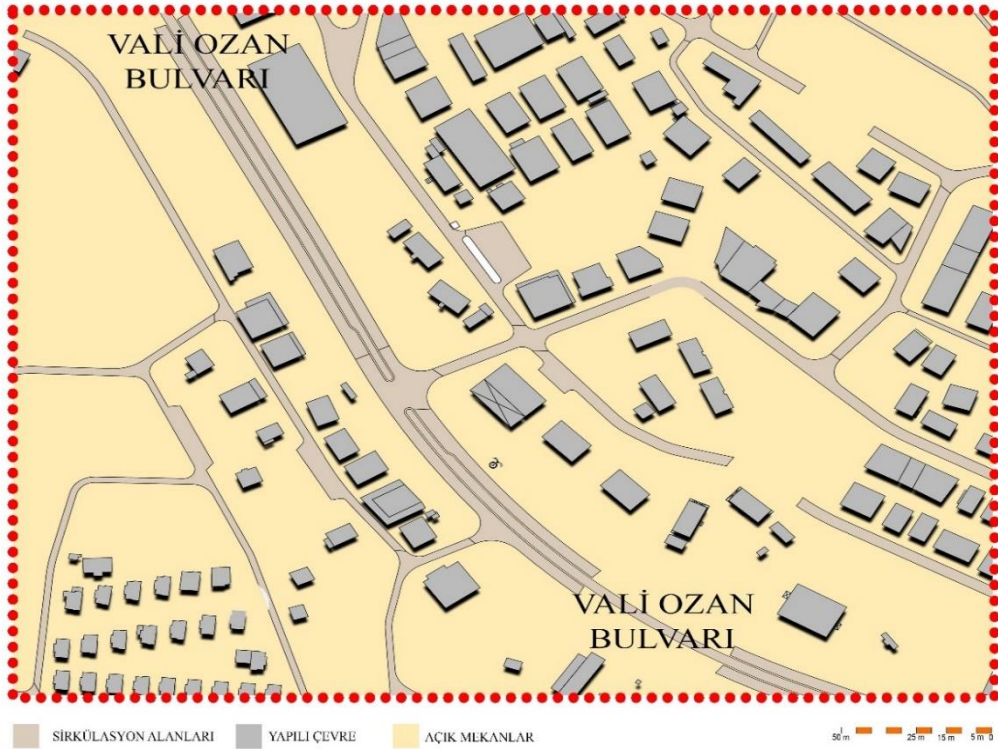 VALİ OZAN
BULVARI
VALİ OZAN
BULVARI
SİRKÜLASYON ALANLARI
YAPILI ÇEVRE
AÇIK MEKANLAR
50 m 25 m 15 m 5 m 0